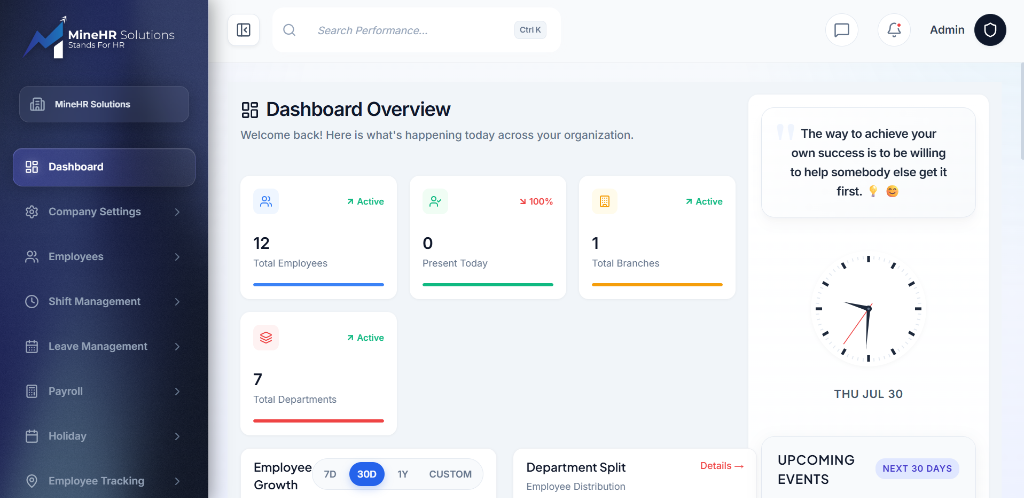 MineHR Solutions
Stands For HR
MineHR Solutions
Dashboard
Company Settings
Employees
Shift Management
Leave Management
Payroll
Holiday
Employee Tracking
Search Performance...
Ctrl K
Admin
Dashboard Overview
Welcome back! Here is what's happening today across your organization.
Active
12
Total Employees
100%
0
Present Today
Active
1
Total Branches
Active
7
Total Departments
Employee
Growth
7D 30D 1Y CUSTOM
Department Split
Details →
Employee Distribution
" The way to achieve your
own success is to be willing
to help somebody else get it
first. 💡 😊
THU JUL 30
UPCOMING
EVENTS
NEXT 30 DAYS